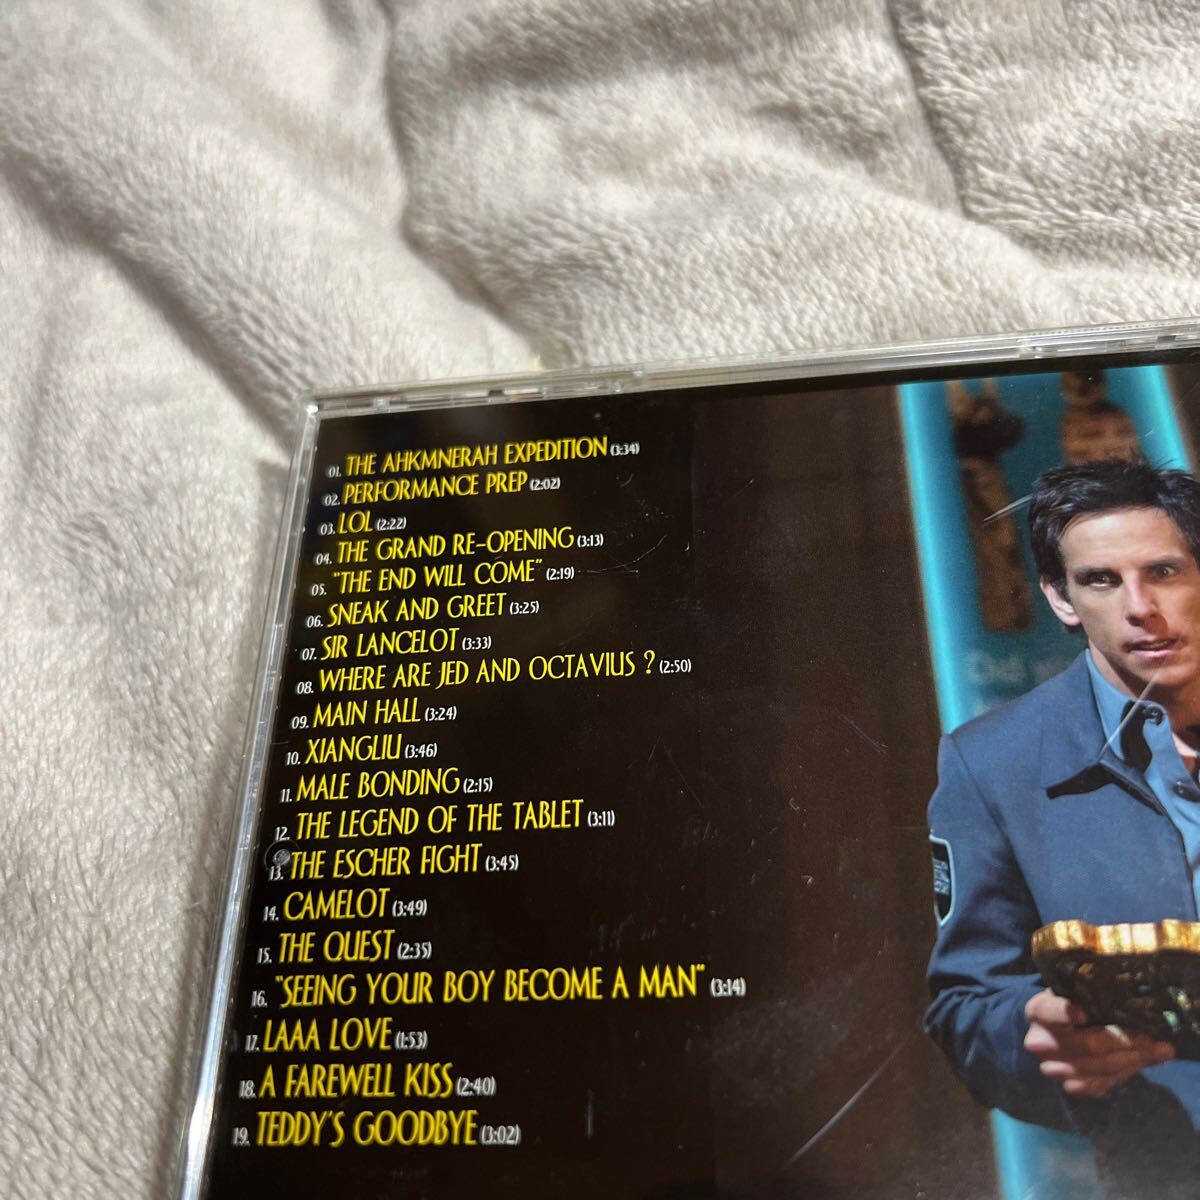 01. THE AHKMNERAH EXPEDITION (3:34)
02. PERFORMANCE PREP (2:02)
03. LOL (2:22)
04. THE GRAND RE-OPENING (3:13)
05. "THE END WILL COME" (2:19)
06. SNEAK AND GREET (3:25)
07. SIR LANCELOT (3:33)
08. WHERE ARE JED AND OCTAVIUS ? (2:50)
09. MAIN HALL (3:24)
10. XIANGLIU (3:46)
11. MALE BONDING (2:15)
12. THE LEGEND OF THE TABLET (3:11)
13. THE ESCHER FIGHT (3:45)
14. CAMELOT (3:49)
15. THE QUEST (2:35)
16. "SEEING YOUR BOY BECOME A MAN" (3:14)
17. LAAA LOVE (1:53)
18. A FAREWELL KISS (2:40)
19. TEDDY'S GOODBYE (3:02)
Did